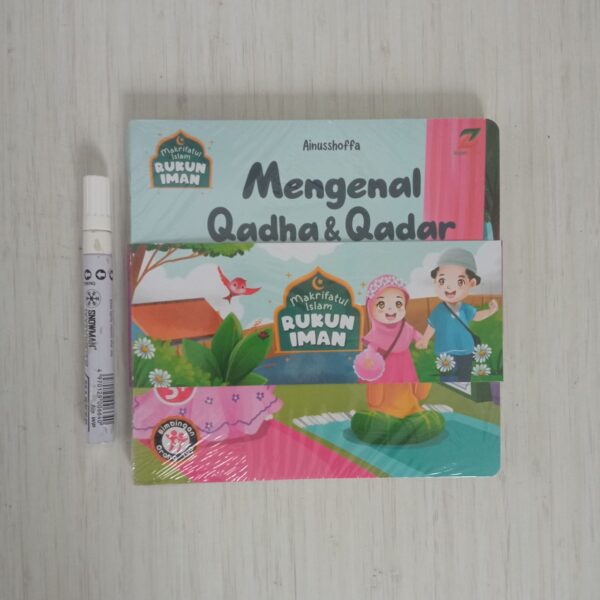 Ainusshoffa
Makrifatul
Islam
RUKUN
IMAN
Mengenal
Qadha & Qadar
Makrifatul
Islam
RUKUN
IMAN
Bimbingan
SNOWMAN